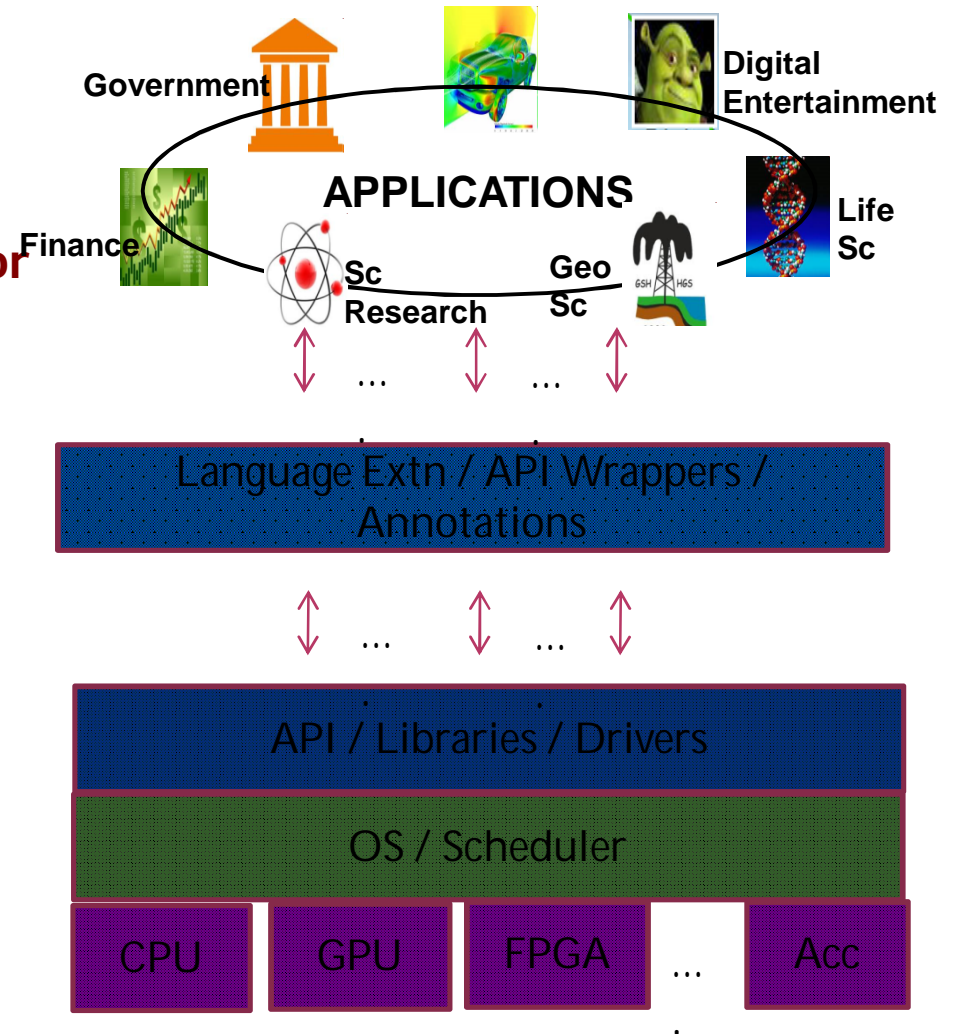 Government
Digital
Entertainment
APPLICATIONS
Life
Sc
Finance
or
Sc
Research
Geo
Sc
GSH HGS
...
...
.
.
Language Extn / API Wrappers /
Annotations
...
...
.
.
API / Libraries / Drivers
OS / Scheduler
CPU
GPU
FPGA
...
Acc
.